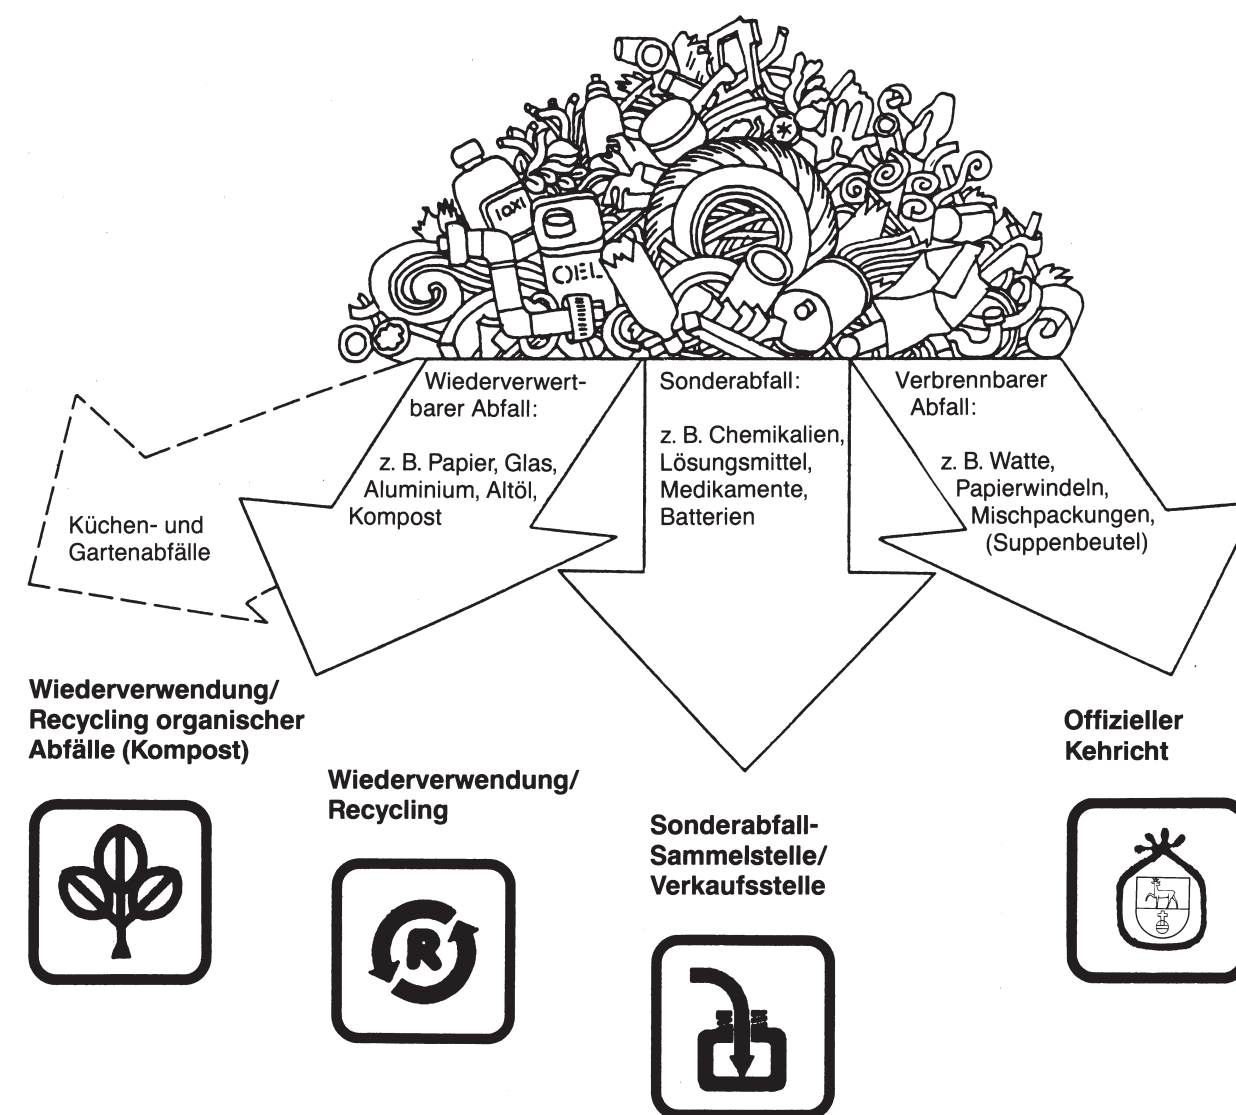 TOXI
OEL
Wiederverwert-
barer Abfall:
z. B. Papier, Glas,
Aluminium, Altöl,
Kompost
Sonderabfall:
z. B. Chemikalien,
Lösungsmittel,
Medikamente,
Batterien
Verbrennbarer
Abfall:
z. B. Watte,
Papierwindeln,
Mischpackungen,
(Suppenbeutel)
Küchen- und
Gartenabfälle
Wiederverwendung/
Recycling organischer
Abfälle (Kompost)
Wiederverwendung/
Recycling
R
Sonderabfall-
Sammelstelle/
Verkaufsstelle
Offizieller
Kehricht